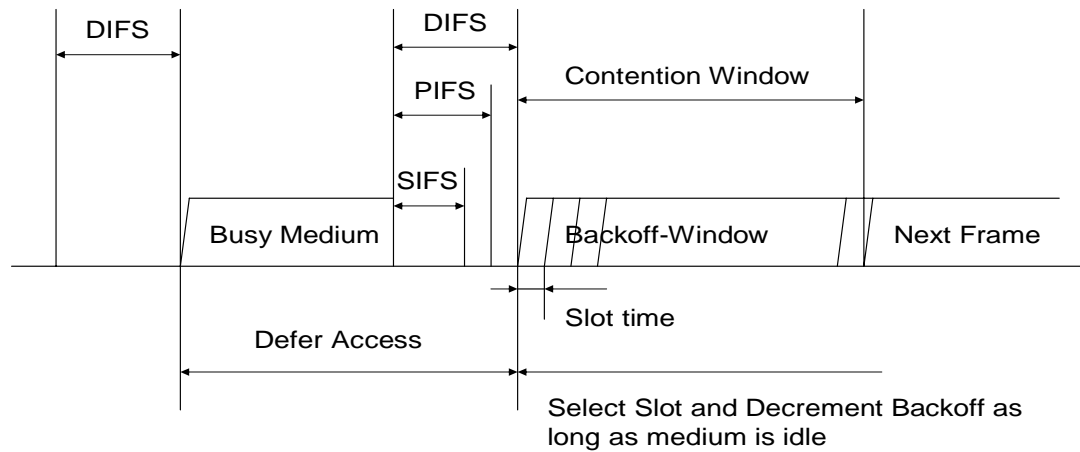 DIFS
DIFS
Contention Window
PIFS
SIFS
Busy Medium
Backoff-Window
Next Frame
Slot time
Defer Access
Select Slot and Decrement Backoff as
long as medium is idle